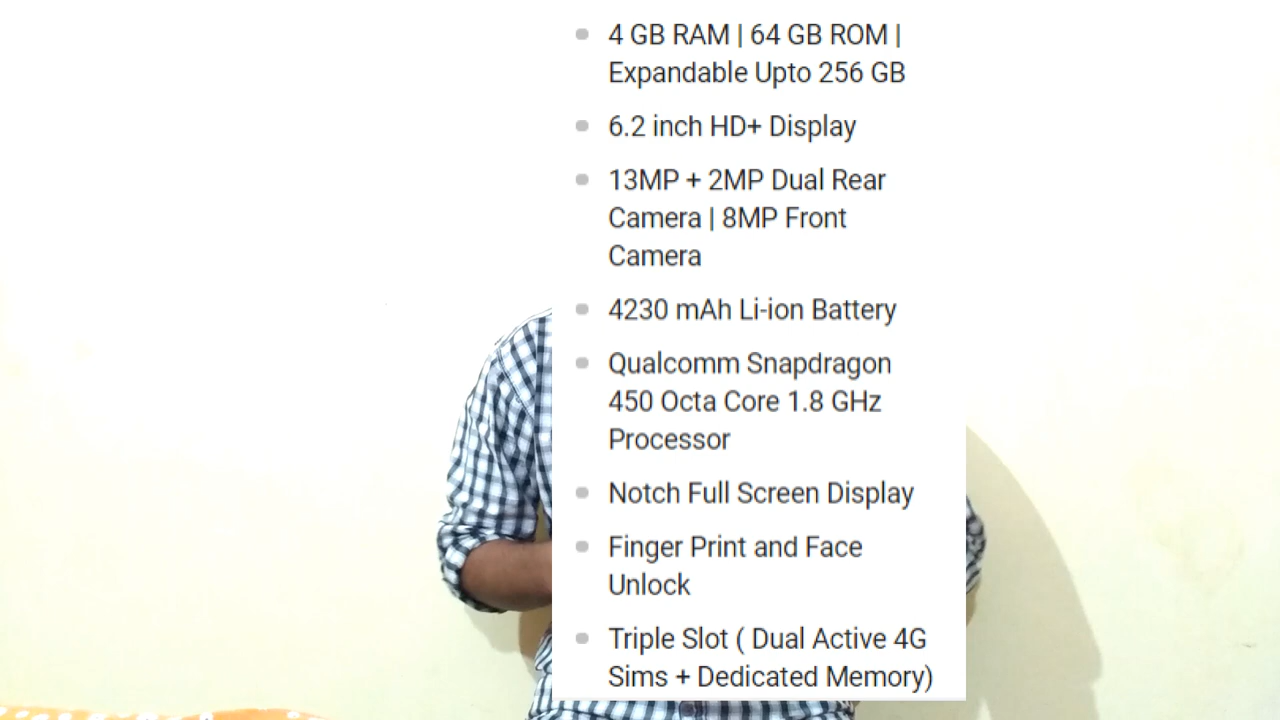 4 GB RAM | 64 GB ROM |
Expandable Upto 256 GB
6.2 inch HD+ Display
13MP + 2MP Dual Rear
Camera | 8MP Front
Camera
4230 mAh Li-ion Battery
Qualcomm Snapdragon
450 Octa Core 1.8 GHz
Processor
Notch Full Screen Display
Finger Print and Face
Unlock
Triple Slot ( Dual Active 4G
Sims + Dedicated Memory)